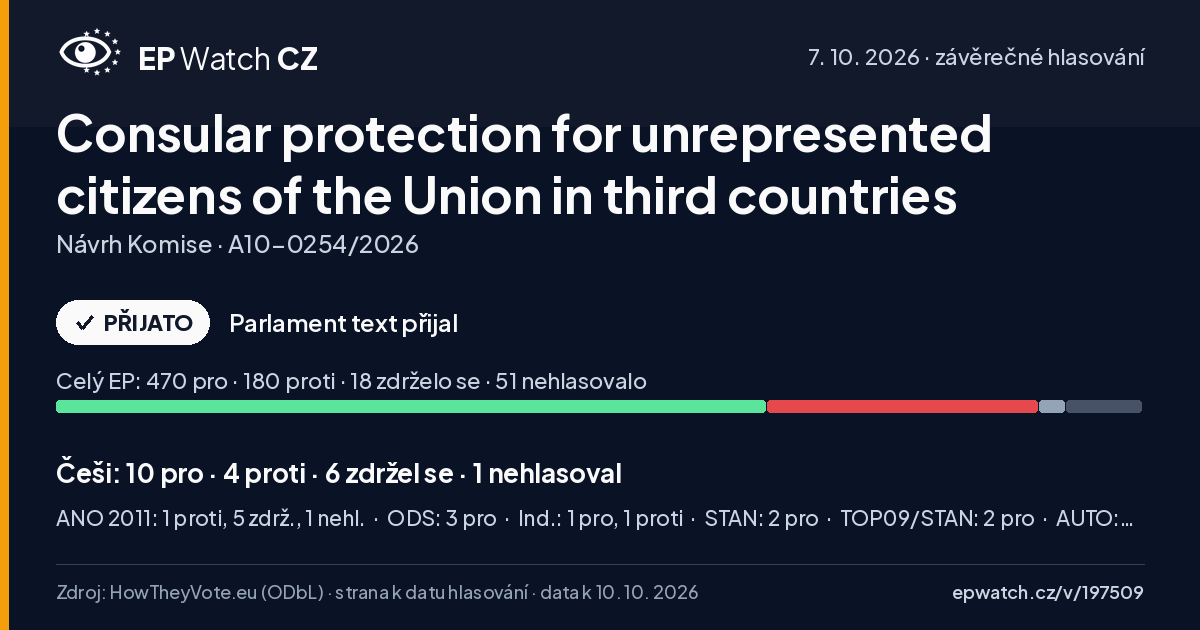 EP Watch CZ
7. 10. 2026 · závěrečné hlasování
Consular protection for unrepresented
citizens of the Union in third countries
Návrh Komise · A10–0254/2026
✓ PŘIJATO
Parlament text přijal
Celý EP: 470 pro · 180 proti · 18 zdrželo se · 51 nehlasovalo
Češi: 10 pro · 4 proti · 6 zdržel se · 1 nehlasoval
ANO 2011: 1 proti, 5 zdrž., 1 nehl. · ODS: 3 pro · Ind.: 1 pro, 1 proti · STAN: 2 pro · TOP09/STAN: 2 pro · AUTO:…
Zdroj: HowTheyVote.eu (ODbL) · strana k datu hlasování · data k 10. 10. 2026
epwatch.cz/v/197509